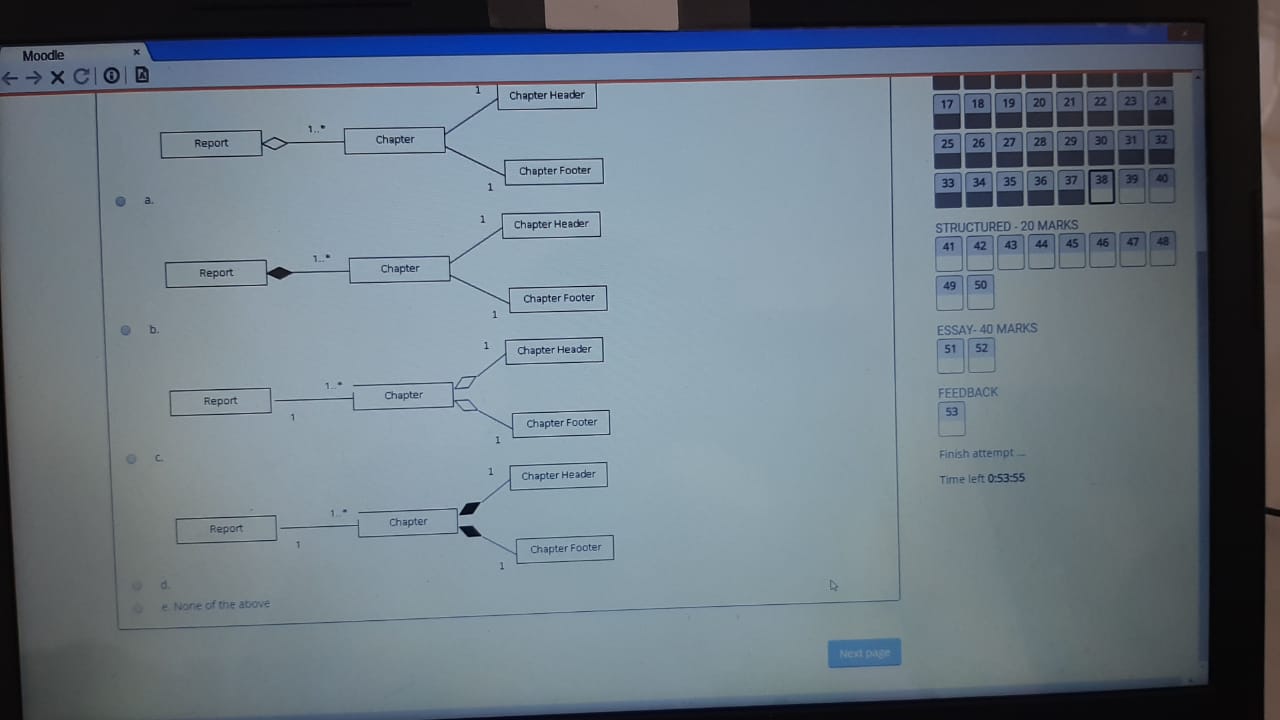 Moodle
1
Chapter Header
Report
1..*
Chapter
Chapter Footer
1
a.
1
Chapter Header
Report
1..*
Chapter
Chapter Footer
1
b.
1
Chapter Header
Report
1
1..*
Chapter
Chapter Footer
1
c.
1
Chapter Header
Report
1
1..*
Chapter
Chapter Footer
1
d.
e. None of the above
Next page
17 18 19 20 21 22 23 24
25 26 27 28 29 30 31 32
33 34 35 36 37 38 39 40
STRUCTURED - 20 MARKS
41 42 43 44 45 46 47 48
49 50
ESSAY- 40 MARKS
51 52
FEEDBACK
53
Finish attempt ...
Time left 0:53:55